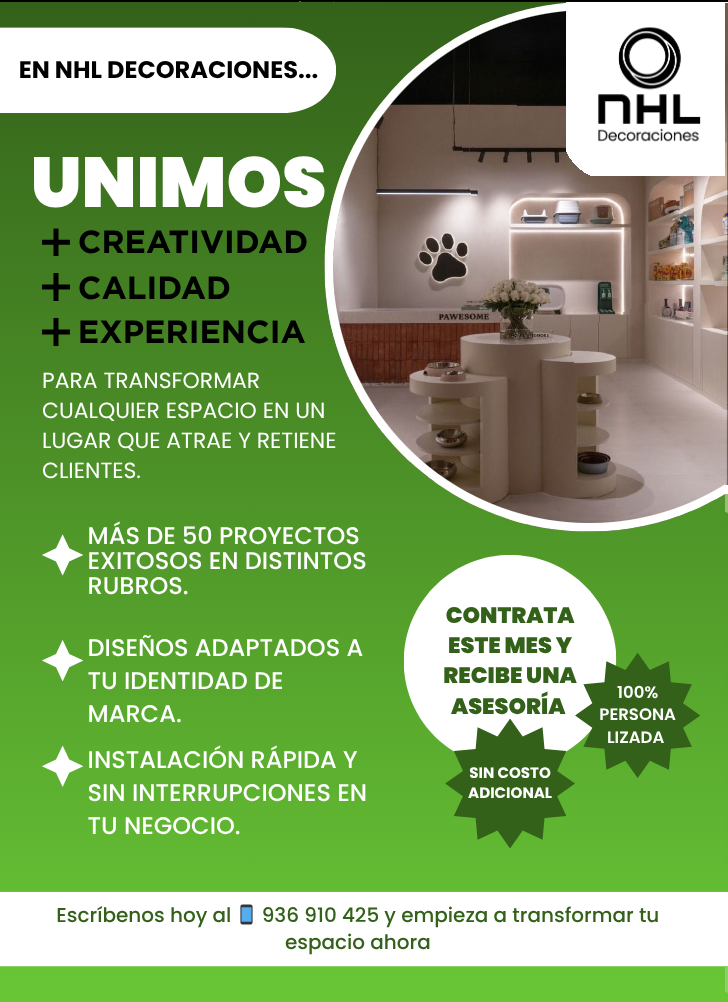 EN NHL DECORACIONES...
nHL
Decoraciones
UNIMOS
+ CREATIVIDAD
+ CALIDAD
+ EXPERIENCIA
PARA TRANSFORMAR
CUALQUIER ESPACIO EN UN
LUGAR QUE ATRAE Y RETIENE
CLIENTES.
PAWESOME
MÁS DE 50 PROYECTOS
EXITOSOS EN DISTINTOS
RUBROS.
DISEÑOS ADAPTADOS A
TU IDENTIDAD DE
MARCA.
INSTALACIÓN RÁPIDA Y
SIN INTERRUPCIONES EN
TU NEGOCIO.
CONTRATA
ESTE MES Y
RECIBE UNA
ASESORÍA
100%
PERSONA
LIZADA
SIN COSTO
ADICIONAL
Escríbenos hoy al 📱 936 910 425 y empieza a transformar tu
espacio ahora